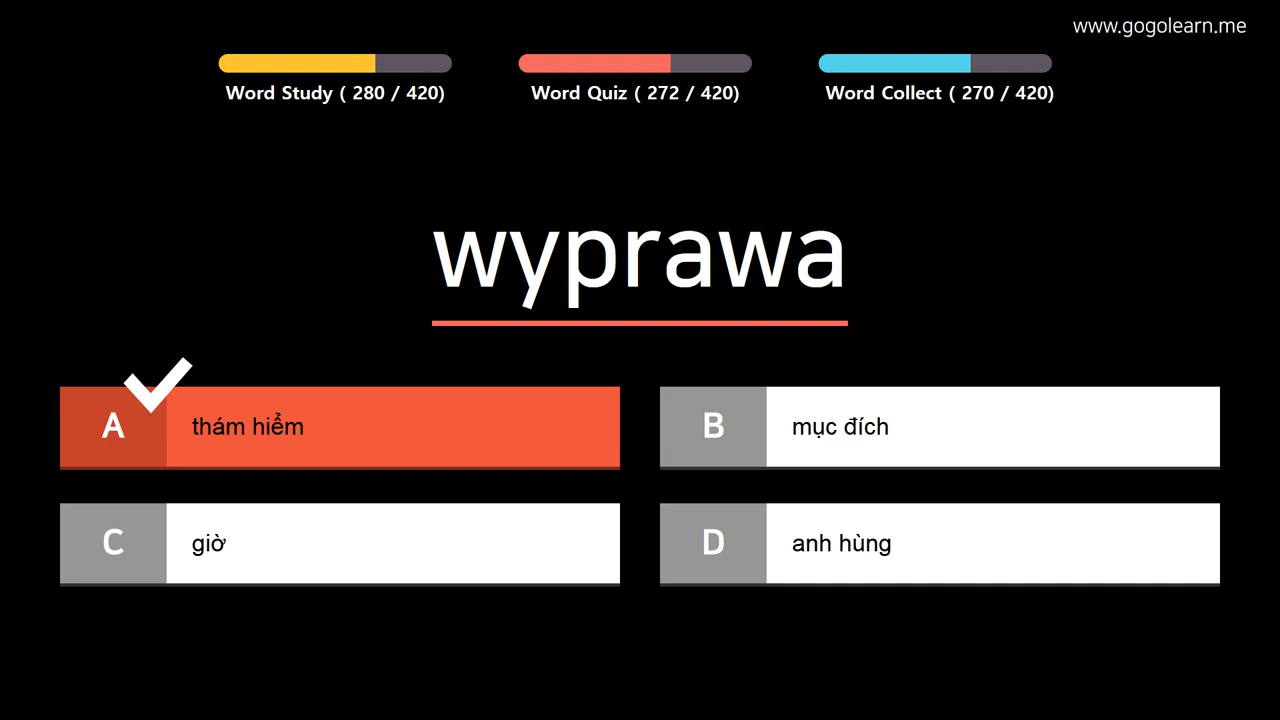 www.gogolearn.me
Word Study ( 280 / 420)
Word Quiz ( 272 / 420)
Word Collect ( 270 / 420)
wyprawa
A thám hiểm
B mục đích
C giờ
D anh hùng